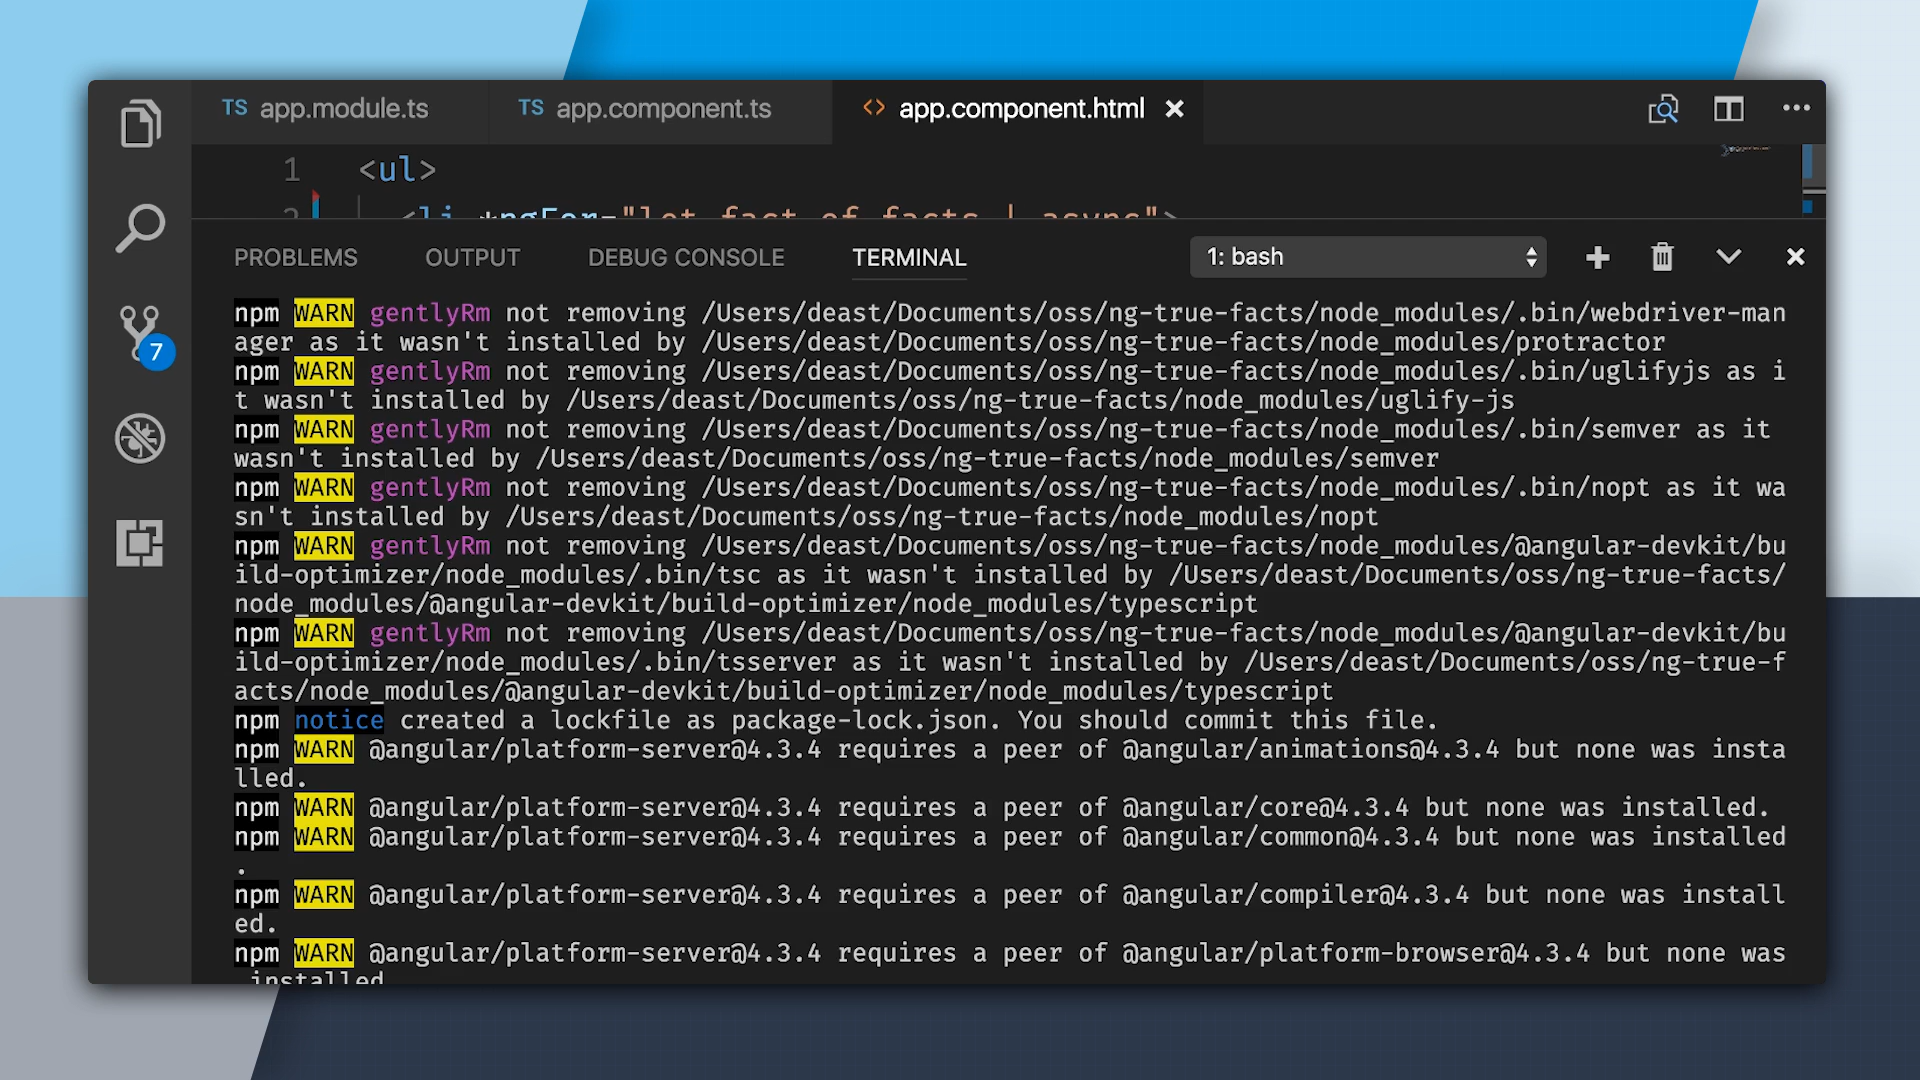 TS app.module.ts TS app.component.ts <> app.component.html
1 <ul>
2 <li *ngFor="let fact of facts | async">
PROBLEMS OUTPUT DEBUG CONSOLE TERMINAL 1: bash
7
npm WARN gentlyRm not removing /Users/deast/Documents/oss/ng-true-facts/node_modules/.bin/webdriver-man
ager as it wasn't installed by /Users/deast/Documents/oss/ng-true-facts/node_modules/protractor
npm WARN gentlyRm not removing /Users/deast/Documents/oss/ng-true-facts/node_modules/.bin/uglifyjs as i
t wasn't installed by /Users/deast/Documents/oss/ng-true-facts/node_modules/uglify-js
npm WARN gentlyRm not removing /Users/deast/Documents/oss/ng-true-facts/node_modules/.bin/semver as it
wasn't installed by /Users/deast/Documents/oss/ng-true-facts/node_modules/semver
npm WARN gentlyRm not removing /Users/deast/Documents/oss/ng-true-facts/node_modules/.bin/nopt as it wa
sn't installed by /Users/deast/Documents/oss/ng-true-facts/node_modules/nopt
npm WARN gentlyRm not removing /Users/deast/Documents/oss/ng-true-facts/node_modules/@angular-devkit/bu
ild-optimizer/node_modules/.bin/tsc as it wasn't installed by /Users/deast/Documents/oss/ng-true-facts/
node_modules/@angular-devkit/build-optimizer/node_modules/typescript
npm WARN gentlyRm not removing /Users/deast/Documents/oss/ng-true-facts/node_modules/@angular-devkit/bu
ild-optimizer/node_modules/.bin/tsserver as it wasn't installed by /Users/deast/Documents/oss/ng-true-f
acts/node_modules/@angular-devkit/build-optimizer/node_modules/typescript
npm notice created a lockfile as package-lock.json. You should commit this file.
npm WARN @angular/platform-server@4.3.4 requires a peer of @angular/animations@4.3.4 but none was insta
lled.
npm WARN @angular/platform-server@4.3.4 requires a peer of @angular/core@4.3.4 but none was installed.
npm WARN @angular/platform-server@4.3.4 requires a peer of @angular/common@4.3.4 but none was installed
.
npm WARN @angular/platform-server@4.3.4 requires a peer of @angular/compiler@4.3.4 but none was install
ed.
npm WARN @angular/platform-server@4.3.4 requires a peer of @angular/platform-browser@4.3.4 but none was
installed